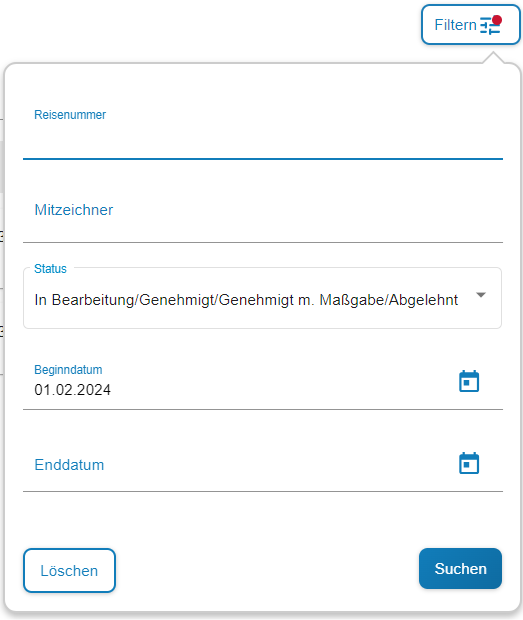 Filtern
Reisenummer
Mitzeichner
Status
In Bearbeitung/Genehmigt/Genehmigt m. Maßgabe/Abgelehnt
Beginndatum
01.02.2024
Enddatum
Löschen
Suchen